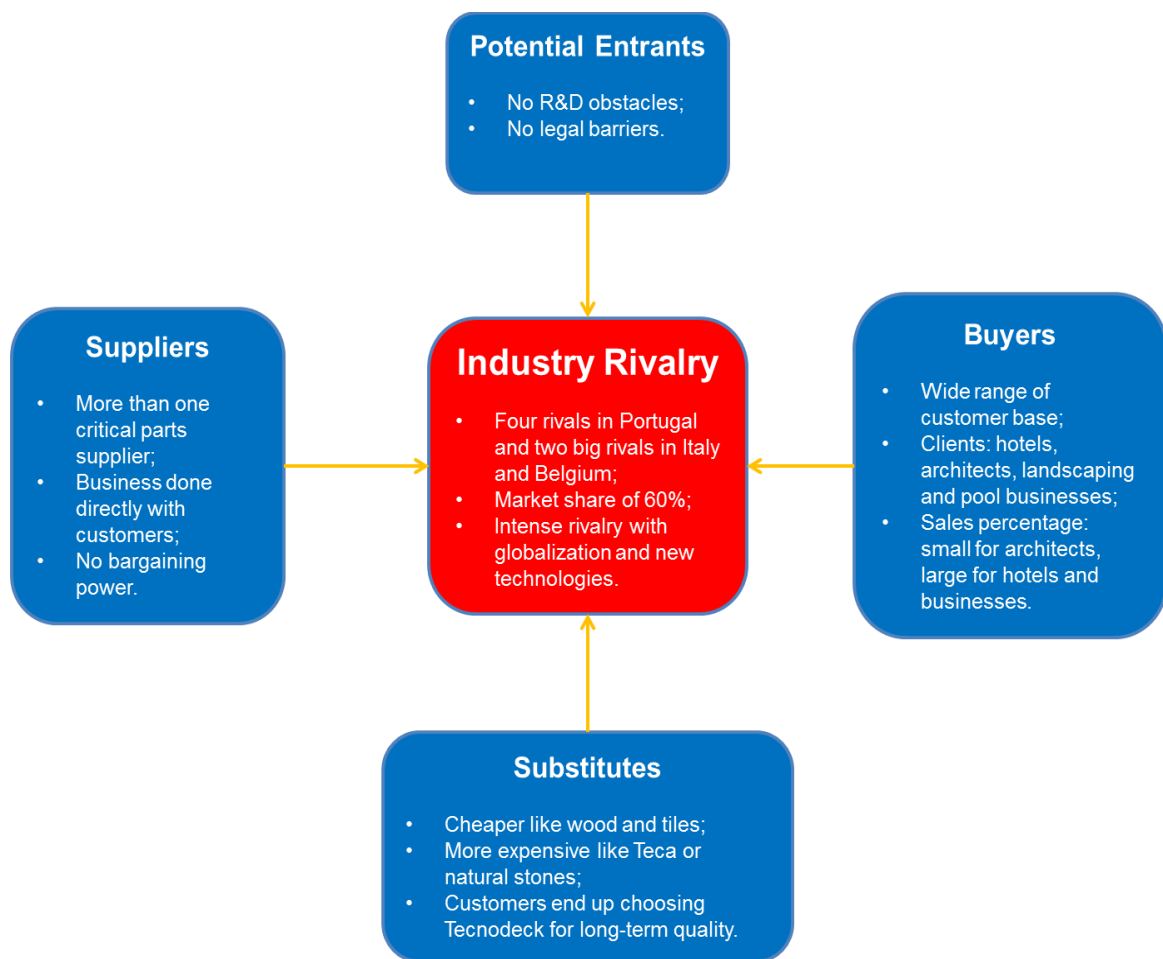 Potential Entrants
• No R&D obstacles;
• No legal barriers.
Suppliers
• More than one
critical parts
supplier;
• Business done
directly with
customers;
• No bargaining
power.
Industry Rivalry
• Four rivals in Portugal
and two big rivals in Italy
and Belgium;
• Market share of 60%;
• Intense rivalry with
globalization and new
technologies.
Buyers
• Wide range of
customer base;
• Clients: hotels,
architects, landscaping
and pool businesses;
• Sales percentage:
small for architects,
large for hotels and
businesses.
Substitutes
• Cheaper like wood and tiles;
• More expensive like Teca or
natural stones;
• Customers end up choosing
Tecnodeck for long-term quality.